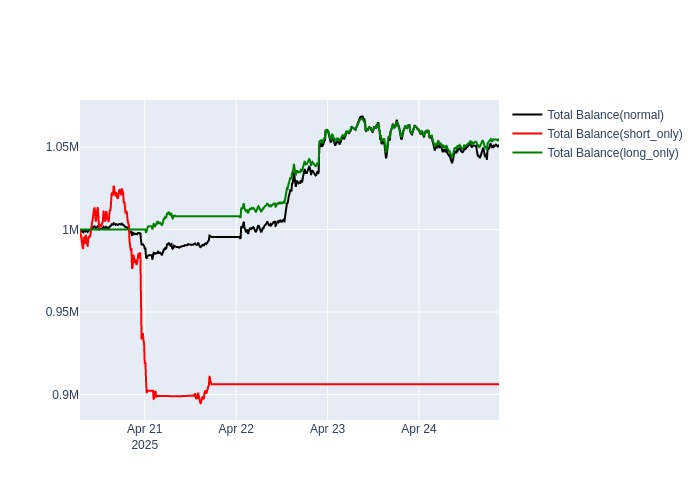 Total Balance(normal)
Total Balance(short_only)
Total Balance(long_only)
1.05M
1M
0.95M
0.9M
Apr 21
2025
Apr 22
Apr 23
Apr 24